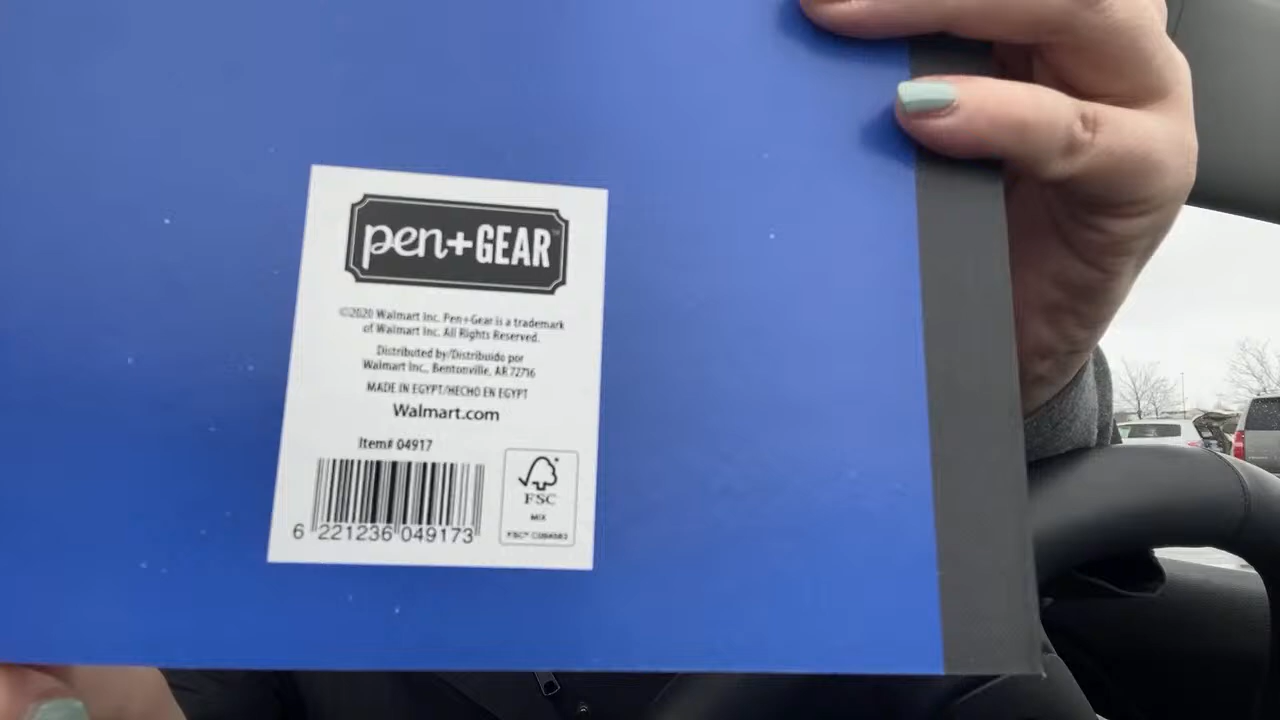 pen+GEAR™
©2020 Walmart Inc. Pen+Gear is a trademark
of Walmart Inc. All Rights Reserved.
Distributed by/Distribuido por
Walmart Inc., Bentonville, AR 72716
MADE IN EGYPT/HECHO EN EGYPT
Walmart.com
Item# 04917
6 221236 049173
FSC
MIX
FSC™